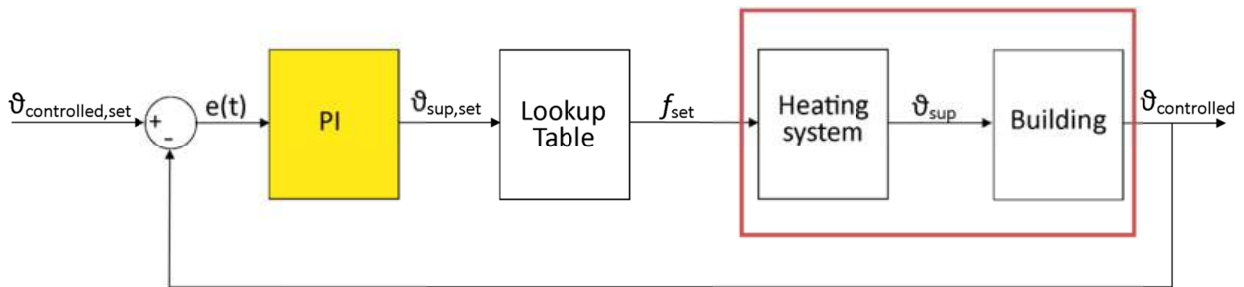 ϑcontrolled,set
+
-
e(t)
PI
ϑsup,set
Lookup
Table
fset
Heating
system
ϑsup
Building
ϑcontrolled